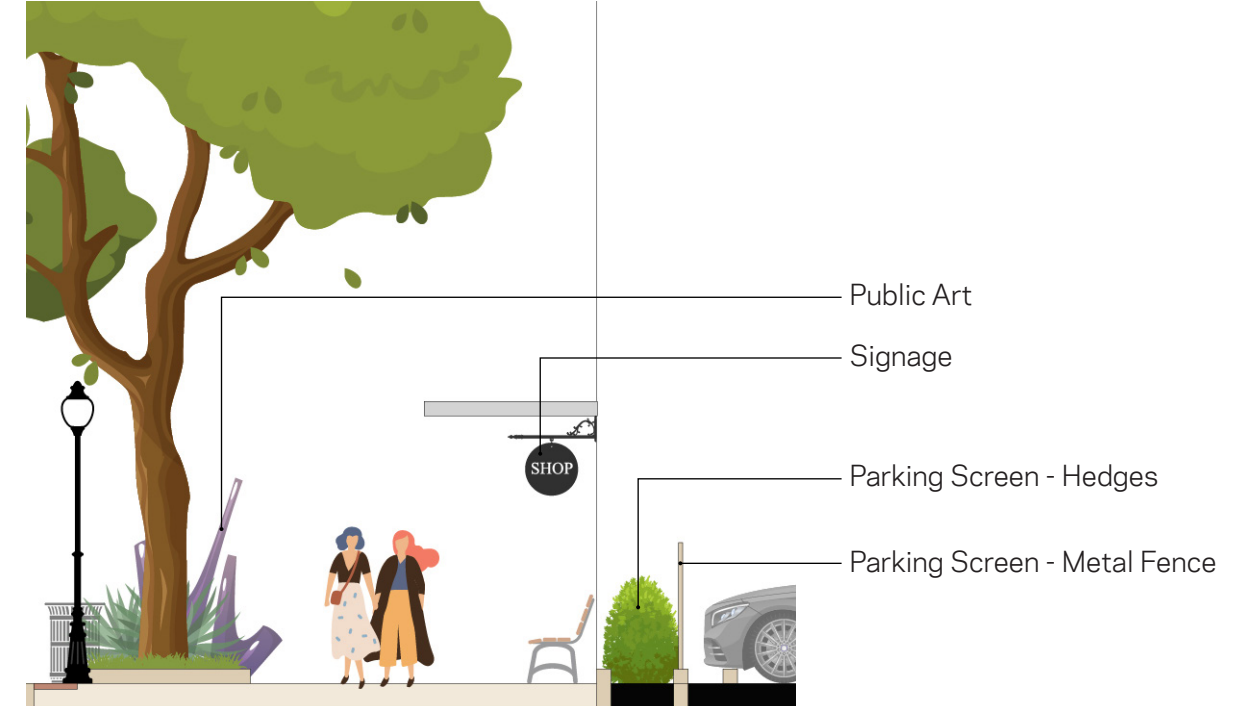 Public Art
Signage
SHOP
Parking Screen - Hedges
Parking Screen - Metal Fence